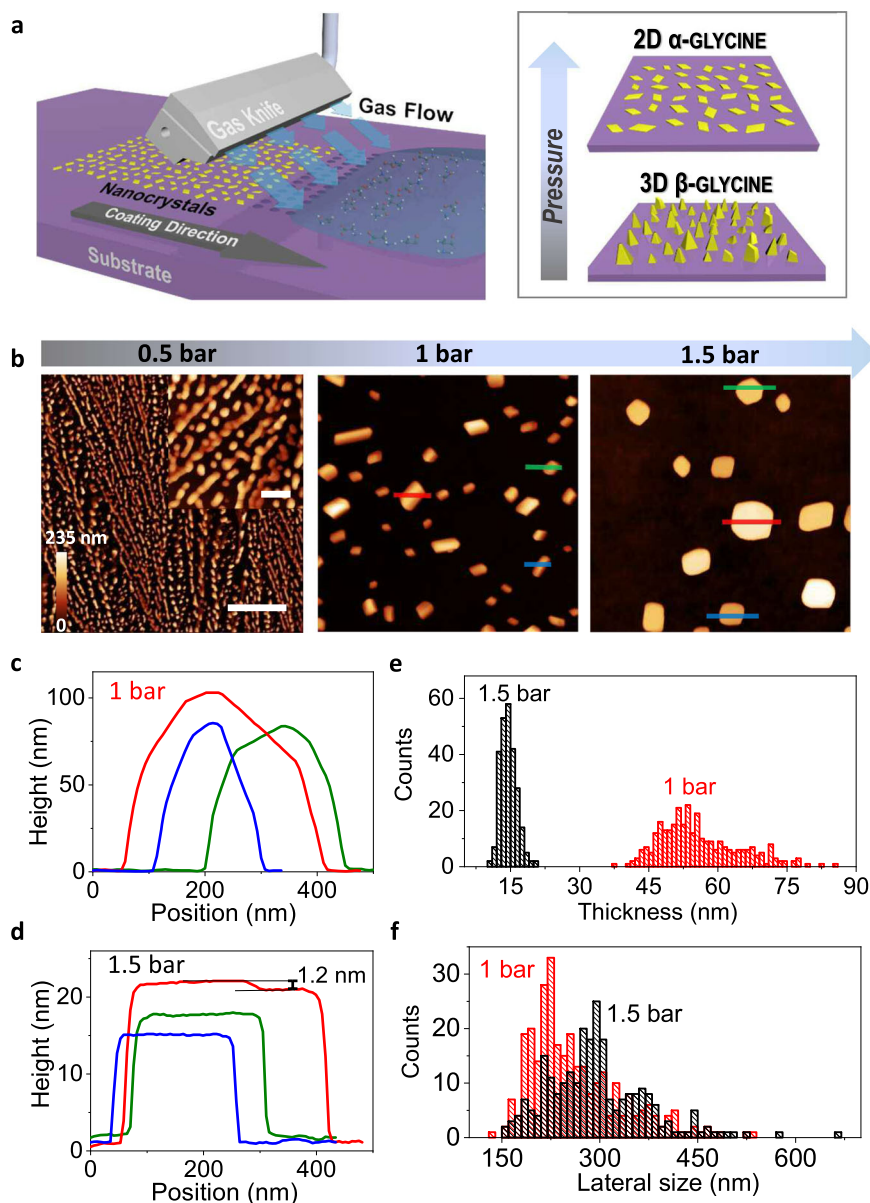 a
Gas Knife
Gas Flow
Nanocrystals
Coating Direction
Substrate
Pressure
2D α-GLYCINE
3D β-GLYCINE
b
0.5 bar
1 bar
1.5 bar
235 nm
0
c
1 bar
100
50
0
Height (nm)
0
200
400
Position (nm)
e
1.5 bar
1 bar
60
40
20
0
Counts
15
30
45
60
75
90
Thickness (nm)
d
1.5 bar
1.2 nm
20
10
0
Height (nm)
0
200
400
Position (nm)
f
1 bar
1.5 bar
30
20
10
0
Counts
150
300
450
600
Lateral size (nm)